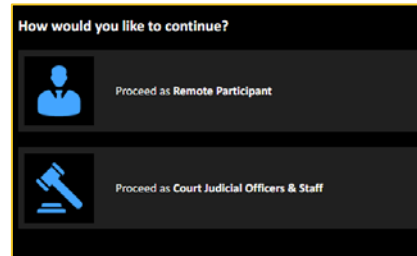 How would you like to continue?
Proceed as Remote Participant
Proceed as Court Judicial Officers & Staff